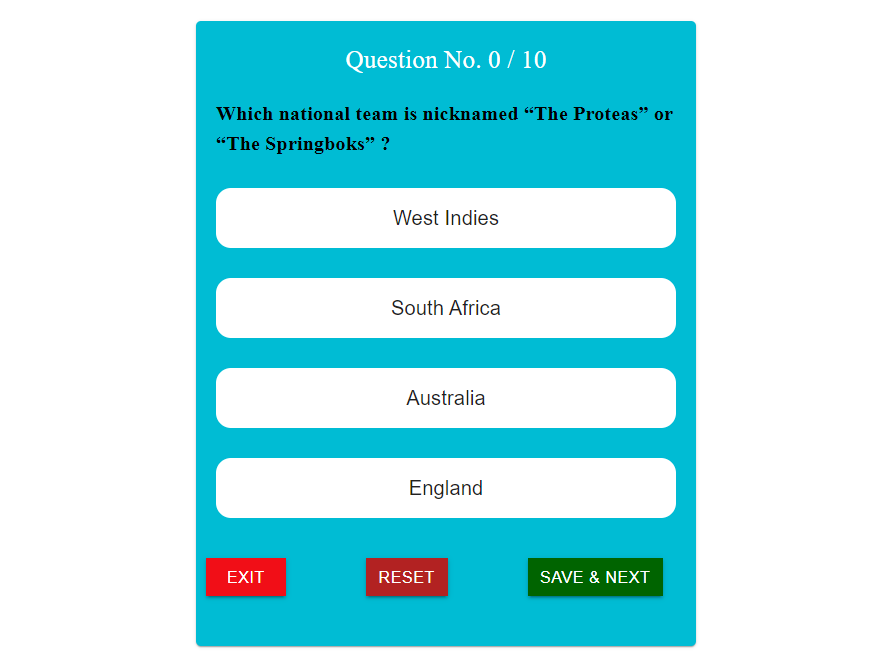 Question No. 0 / 10
Which national team is nicknamed “The Proteas” or
“The Springboks” ?
West Indies
South Africa
Australia
England
EXIT
RESET
SAVE & NEXT